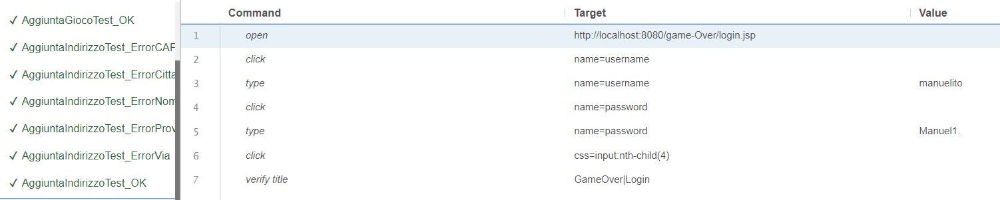 ✓ AggiuntaGiocoTest_OK
✓ AggiuntaIndirizzoTest_ErrorCAP
✓ AggiuntaIndirizzoTest_ErrorCitta
✓ AggiuntaIndirizzoTest_ErrorNom
✓ AggiuntaIndirizzoTest_ErrorProv
✓ AggiuntaIndirizzoTest_ErrorVia
✓ AggiuntaIndirizzoTest_OK
Command Target Value
1 open http://localhost:8080/game-Over/login.jsp
2 click name=username
3 type name=username manuelito
4 click name=password
5 type name=password Manuel1.
6 click css=input:nth-child(4)
7 verify title GameOver|Login